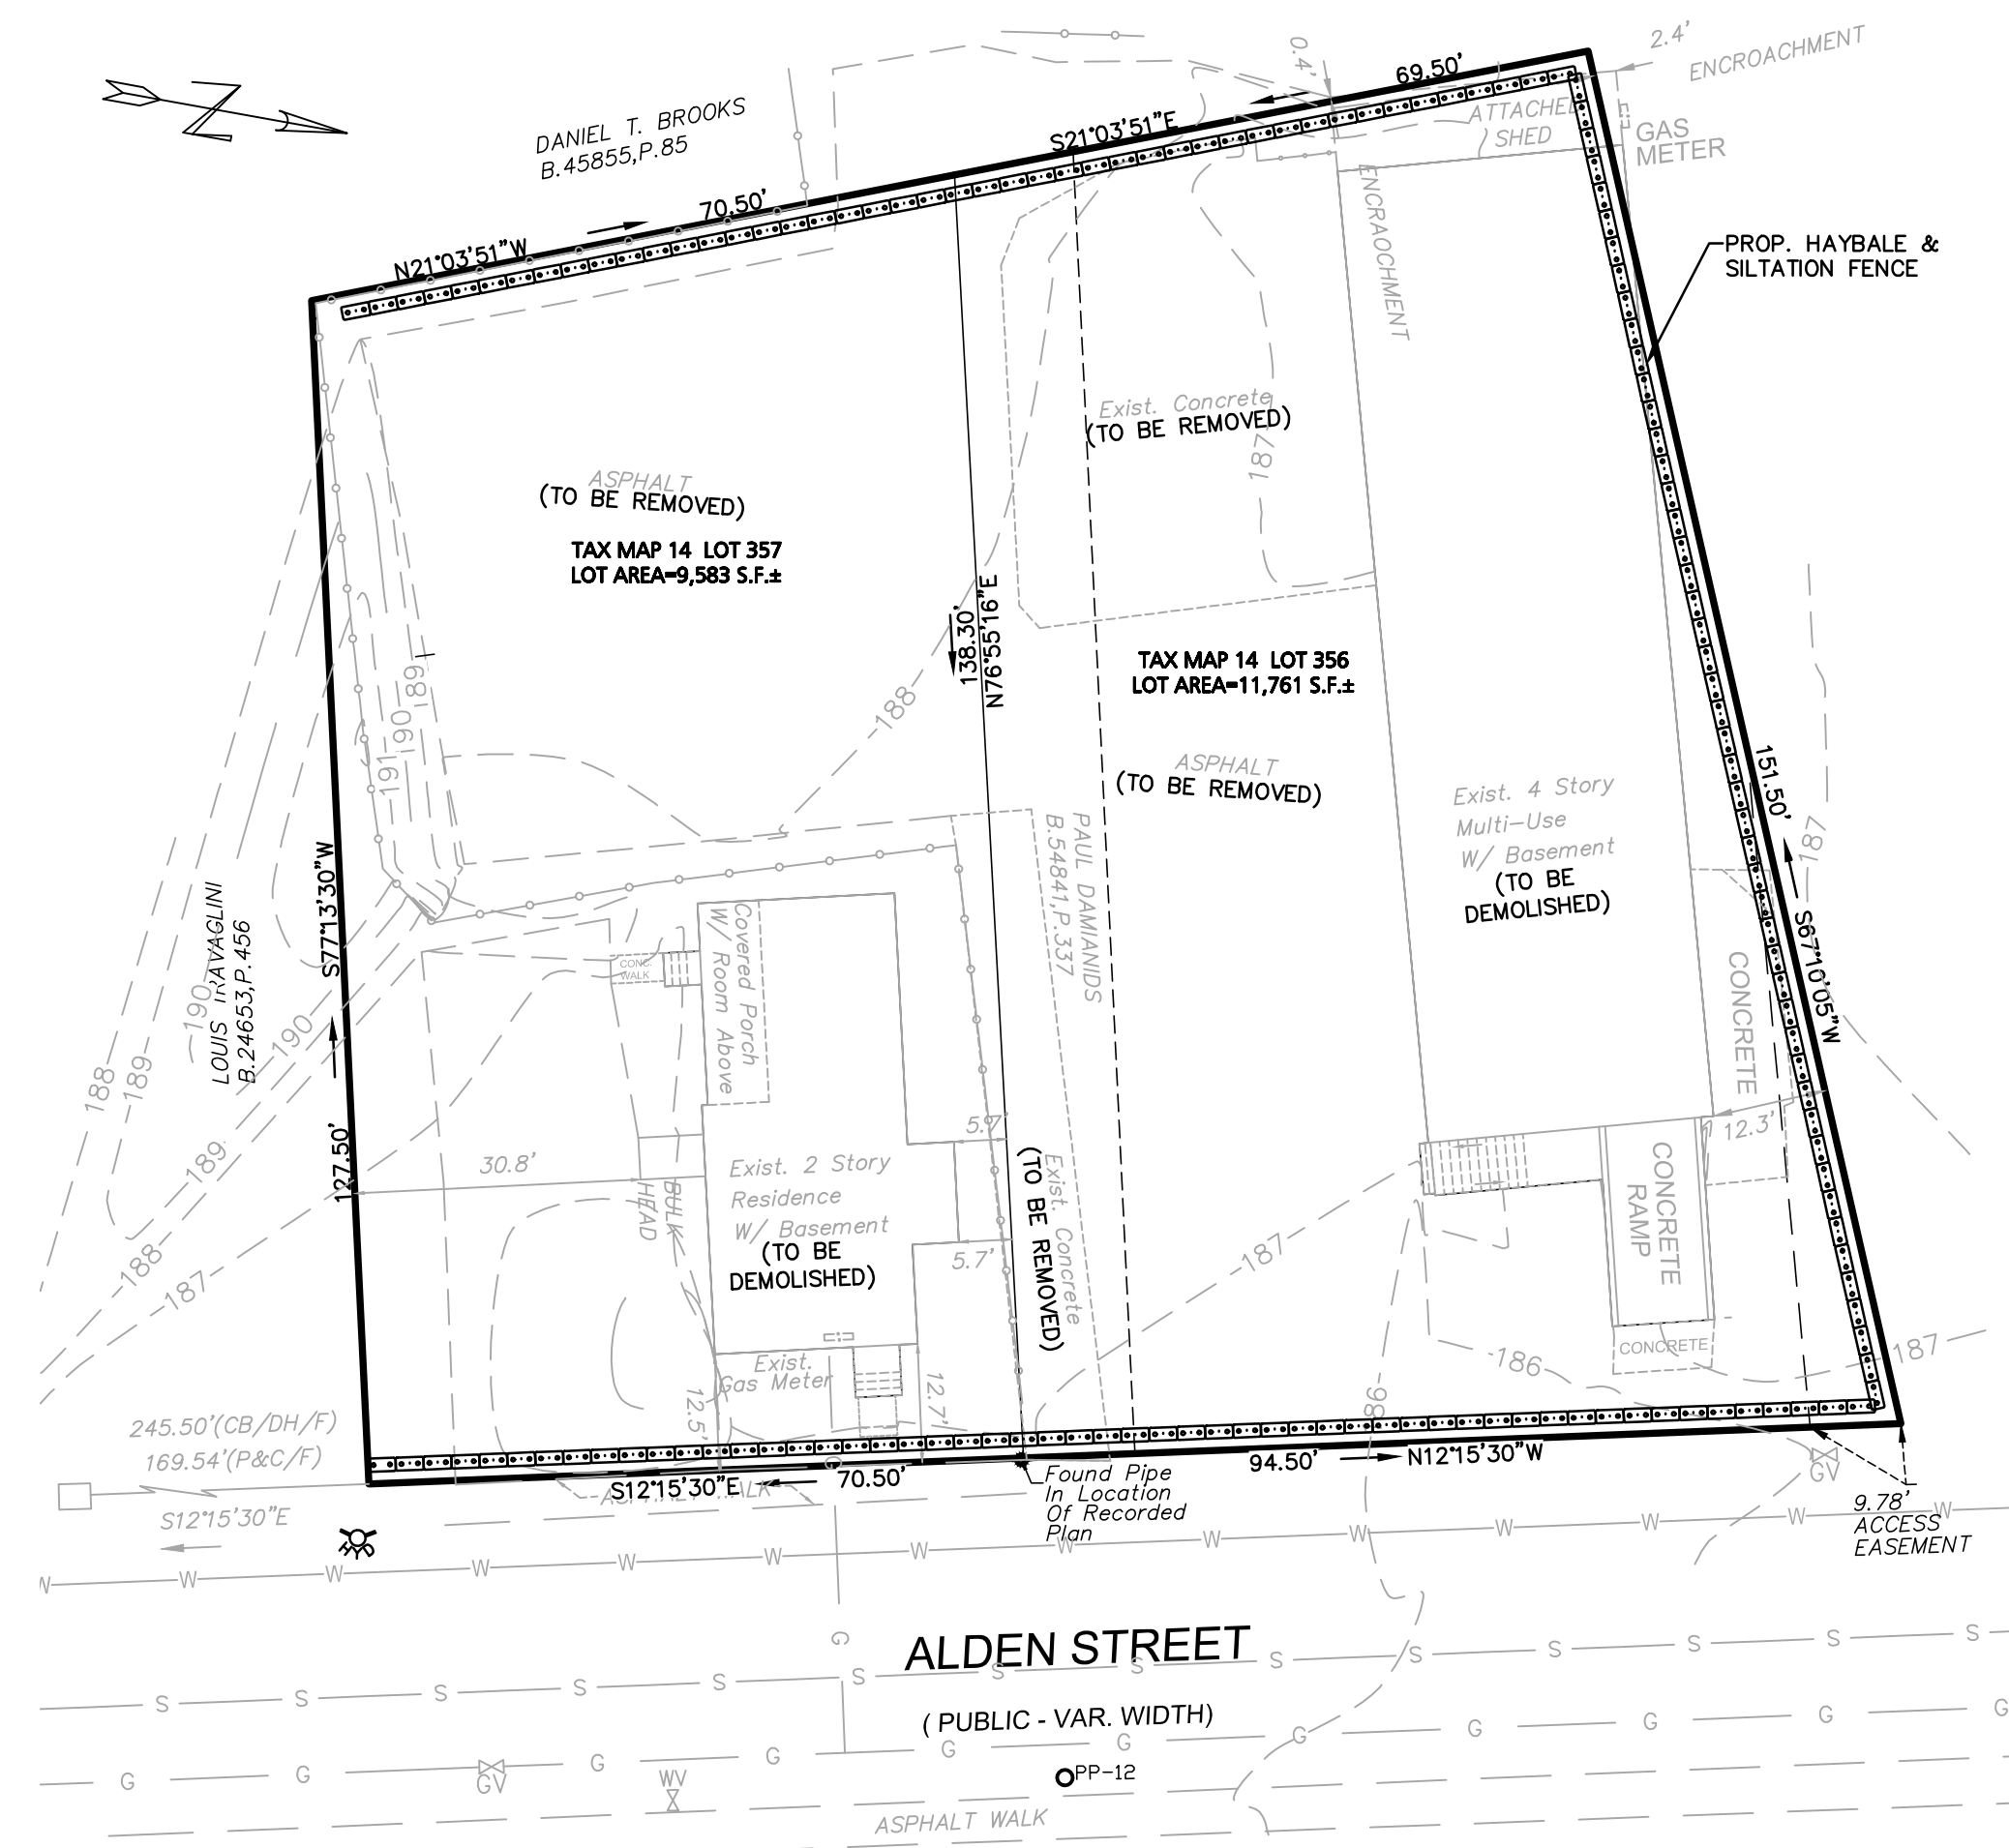 2.4'
ENCROACHMENT
0.4'
69.50'
DANIEL T. BROOKS
B.45855,P.85
S21°03'51"E
ATTACHED
SHED
GAS
METER
70.50'
N21°03'51"W
ENCRAOCHMENT
PROP. HAYBALE &
SILTATION FENCE
Exist. Concrete
(TO BE REMOVED)
187
ASPHALT
(TO BE REMOVED)
TAX MAP 14 LOT 357
LOT AREA=9,583 S.F.±
138.30'
N76°55'16"E
TAX MAP 14 LOT 356
LOT AREA=11,761 S.F.±
189
190
191
188
ASPHALT
(TO BE REMOVED)
Exist. 4 Story
Multi-Use
W/ Basement
(TO BE
DEMOLISHED)
151.50'
S67°10'05"W
187
PAUL DAMIANIDS
B.54841,P.337
S77°13'30"W
127.50'
LOUIS
B.24653,P.456
190
190
188
189
189
188
187
Covered Porch
W/ Room Above
CONC.
WALK
CONCRETE
12.3'
30.8'
BULK
HEAD
Exist. 2 Story
Residence
W/ Basement
(TO BE
DEMOLISHED)
5.7'
Exist. Concrete
(TO BE REMOVED)
187
CONCRETE
RAMP
CONCRETE
186
187
Exist.
Gas Meter
12.5'
12.7'
245.50'(CB/DH/F)
169.54'(P&C/F)
S12°15'30"E
S12°15'30"E
70.50'
94.50'
N12°15'30"W
Found Pipe
In Location
Of Recorded
Plan
GV
9.78'
ACCESS
EASEMENT
HYD
W W W W W W W W W W W W W W
ALDEN STREET
G
S S S S S S S S S S S S S S
( PUBLIC - VAR. WIDTH)
G G G G G G G G G G G G
GV
WV
PP-12
ASPHALT WALK